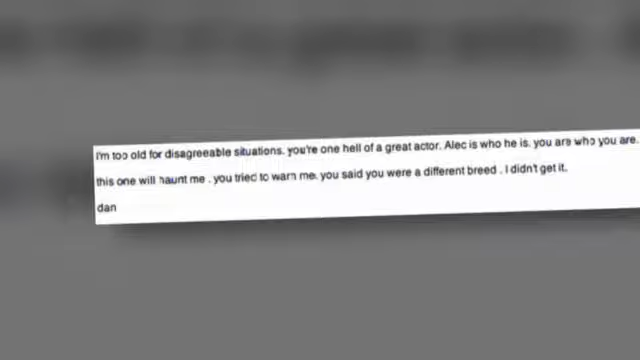 I'm too old for disagreeable situations. you're one hell of a great actor. Alec is who he is. you are who you are.
this one will haunt me . you tried to warn me. you said you were a different breed . I didn't get it.
dan